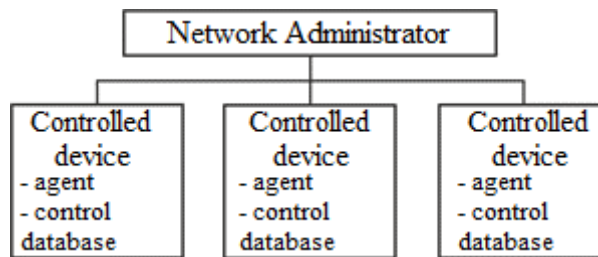 Network Administrator
Controlled
device
- agent
- control
database
Controlled
device
- agent
- control
database
Controlled
device
- agent
- control
database